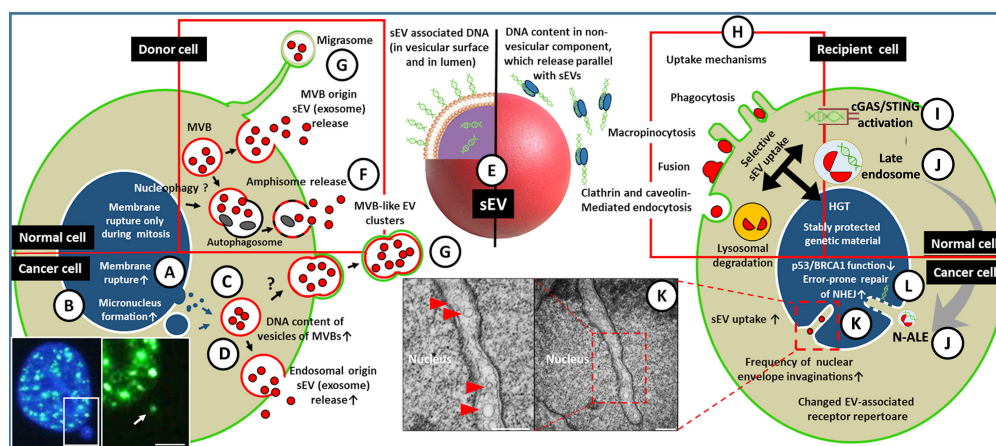 Donor cell
Migrasome
G
MVB origin
sEV (exosome)
release
MVB
Nucleophagy ?
Amphisome release
F
Autophagosome
MVB-like EV
clusters
G
Membrane
rupture only
during mitosis
Normal cell
Cancer cell
Membrane
rupture↑
A
B
Micronucleus
formation↑
C
?
D
DNA content of
vesicles of MVBs↑
Endosomal origin
sEV (exosome)
release↑
sEV associated DNA
(in vesicular surface
and in lumen)
DNA content in non-
vesicular component,
which release parallel
with sEVs
E
sEV
H
Uptake mechanisms
Phagocytosis
Macropinocytosis
Fusion
Clathrin and caveolin-
Mediated endocytosis
Recipient cell
cGAS/STING
activation
I
Selective
sEV uptake
Late
endosome
J
Lysosomal
degradation
HGT
Stably protected
genetic material
Normal cell
Cancer cell
p53/BRCA1 function↓
Error-prone repair
of NHEJ↑
L
K
N-ALE
J
sEV uptake ↑
Frequency of nuclear
envelope invaginations↑
Changed EV-associated
receptor repertoare
Nucleus
Nucleus
K